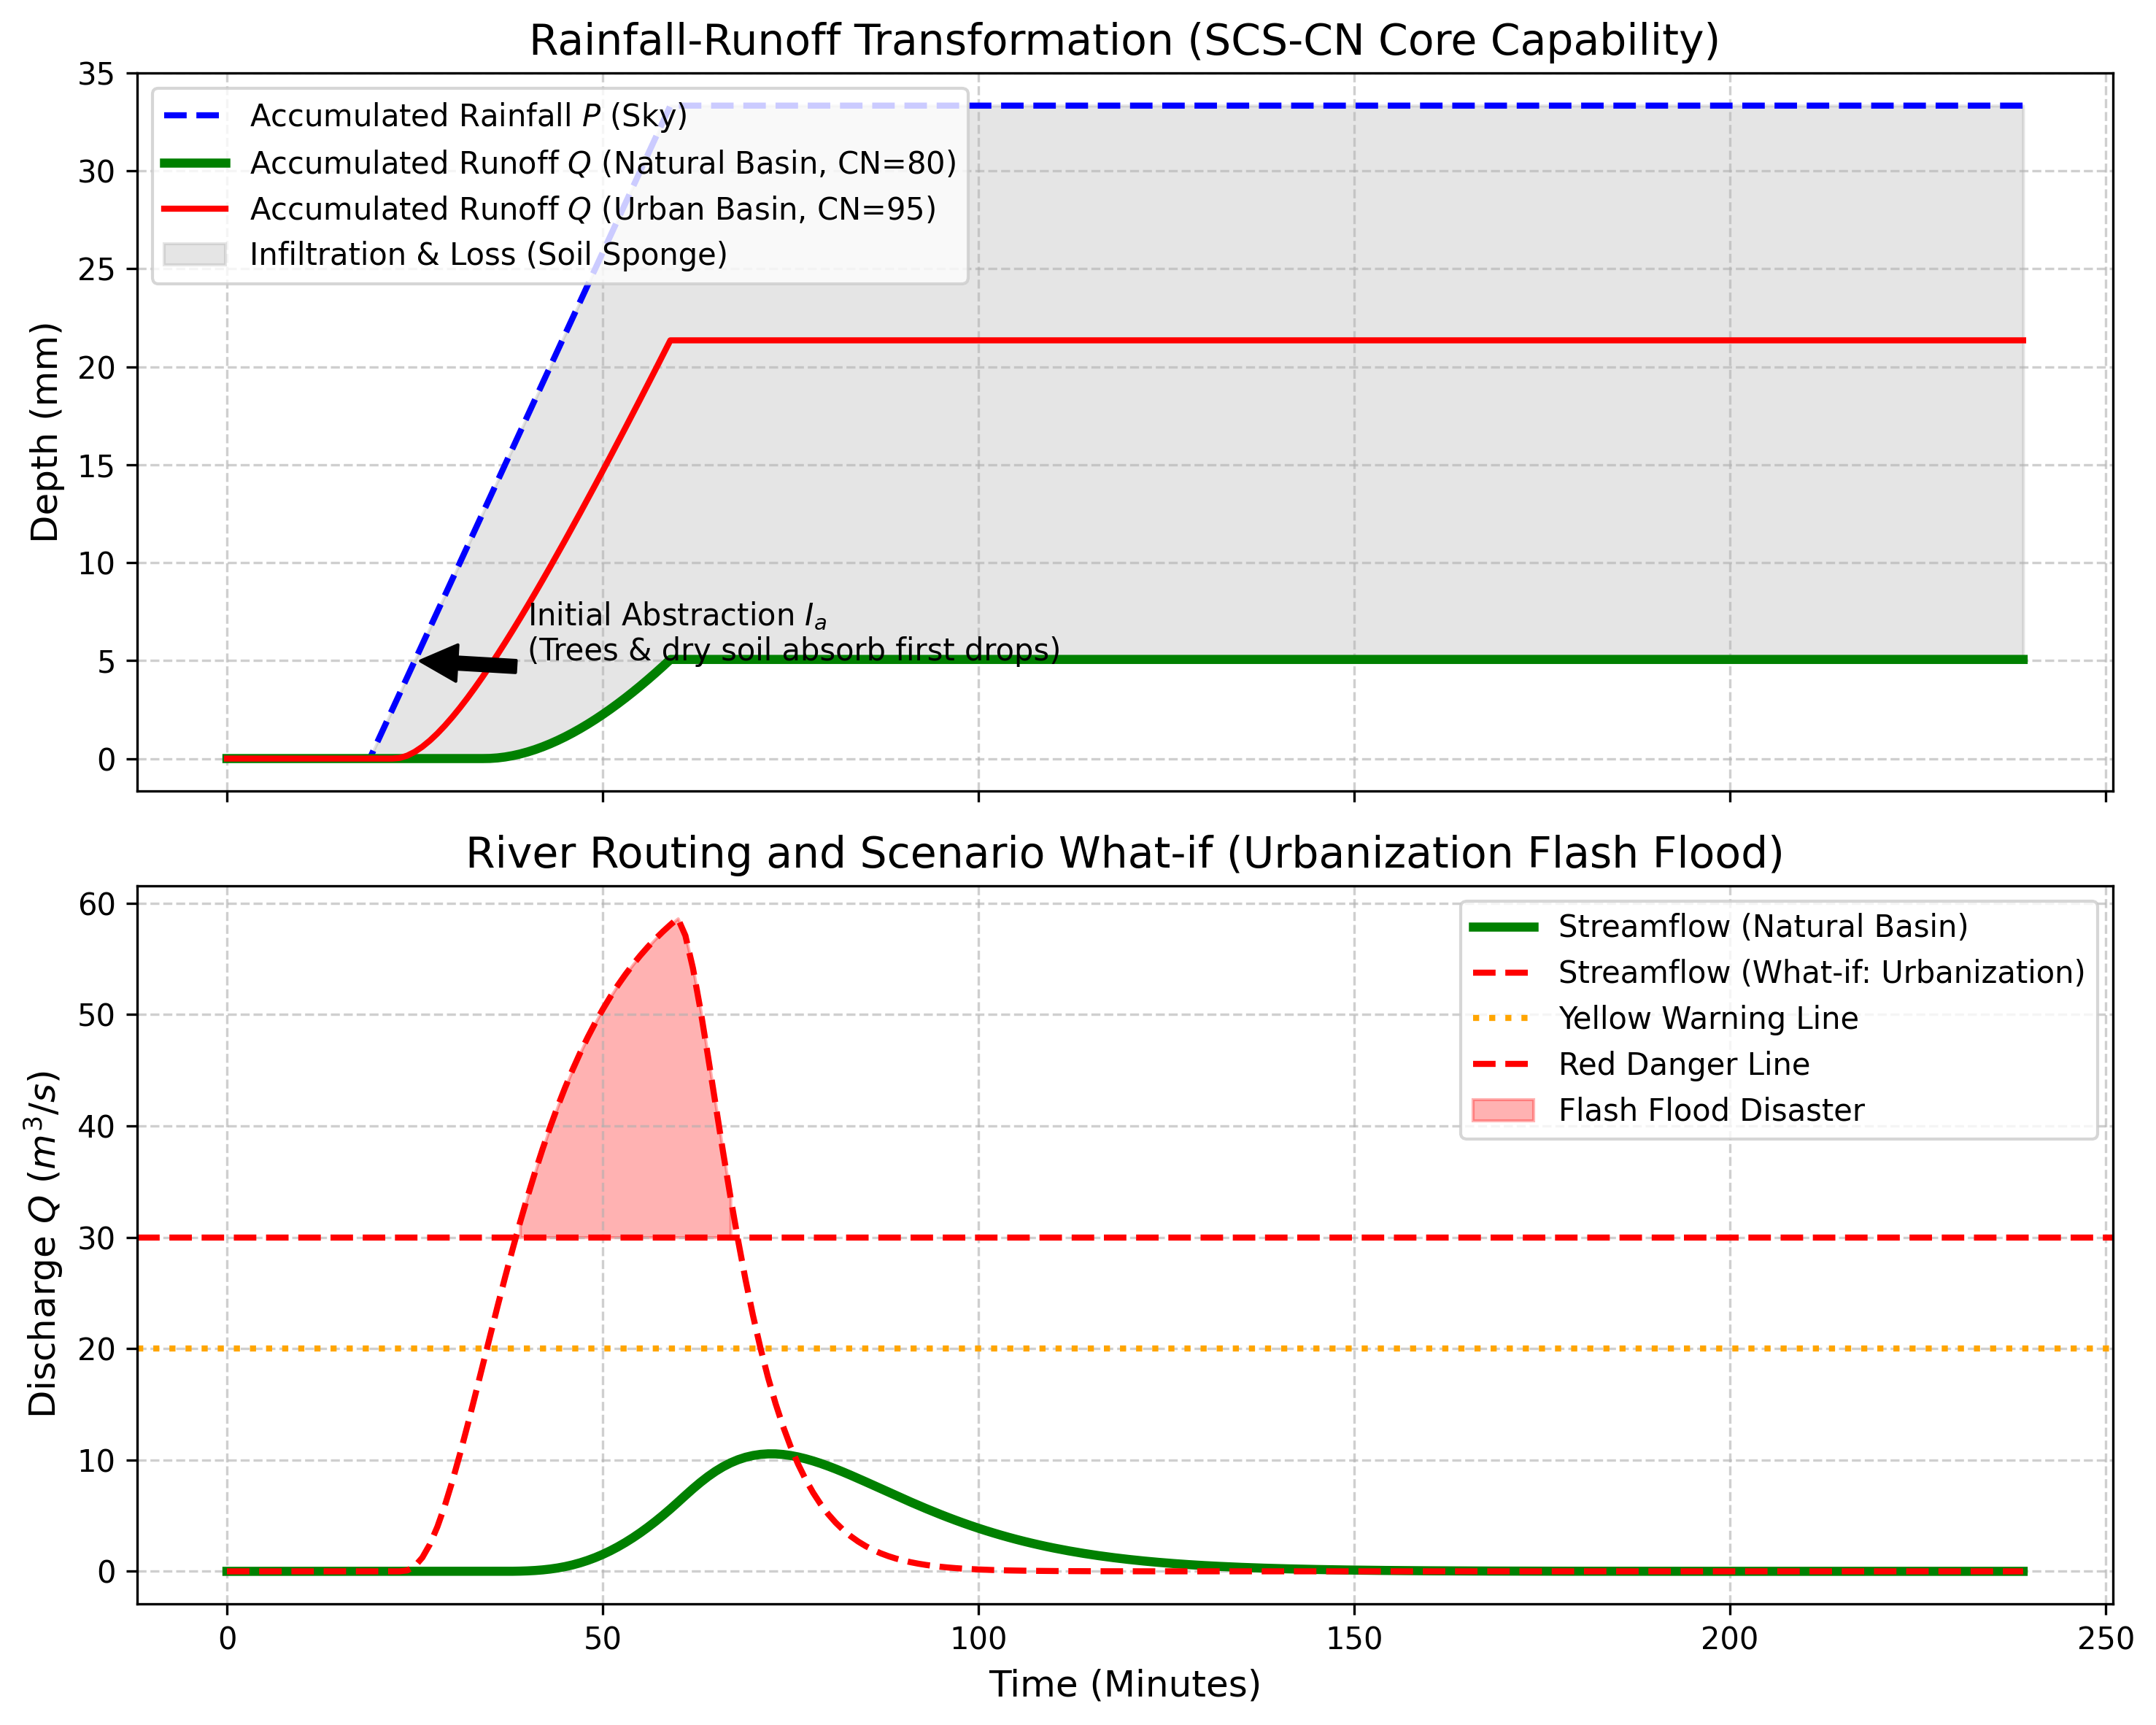 Rainfall-Runoff Transformation (SCS-CN Core Capability)
35
30
25
20
15
10
5
0
Depth (mm)
Accumulated Rainfall P (Sky)
Accumulated Runoff Q (Natural Basin, CN=80)
Accumulated Runoff Q (Urban Basin, CN=95)
Infiltration & Loss (Soil Sponge)
Initial Abstraction Iₐ
(Trees & dry soil absorb first drops)
River Routing and Scenario What-if (Urbanization Flash Flood)
60
50
40
30
20
10
0
Discharge Q (m³/s)
Streamflow (Natural Basin)
Streamflow (What-if: Urbanization)
Yellow Warning Line
Red Danger Line
Flash Flood Disaster
0 50 100 150 200 250
Time (Minutes)